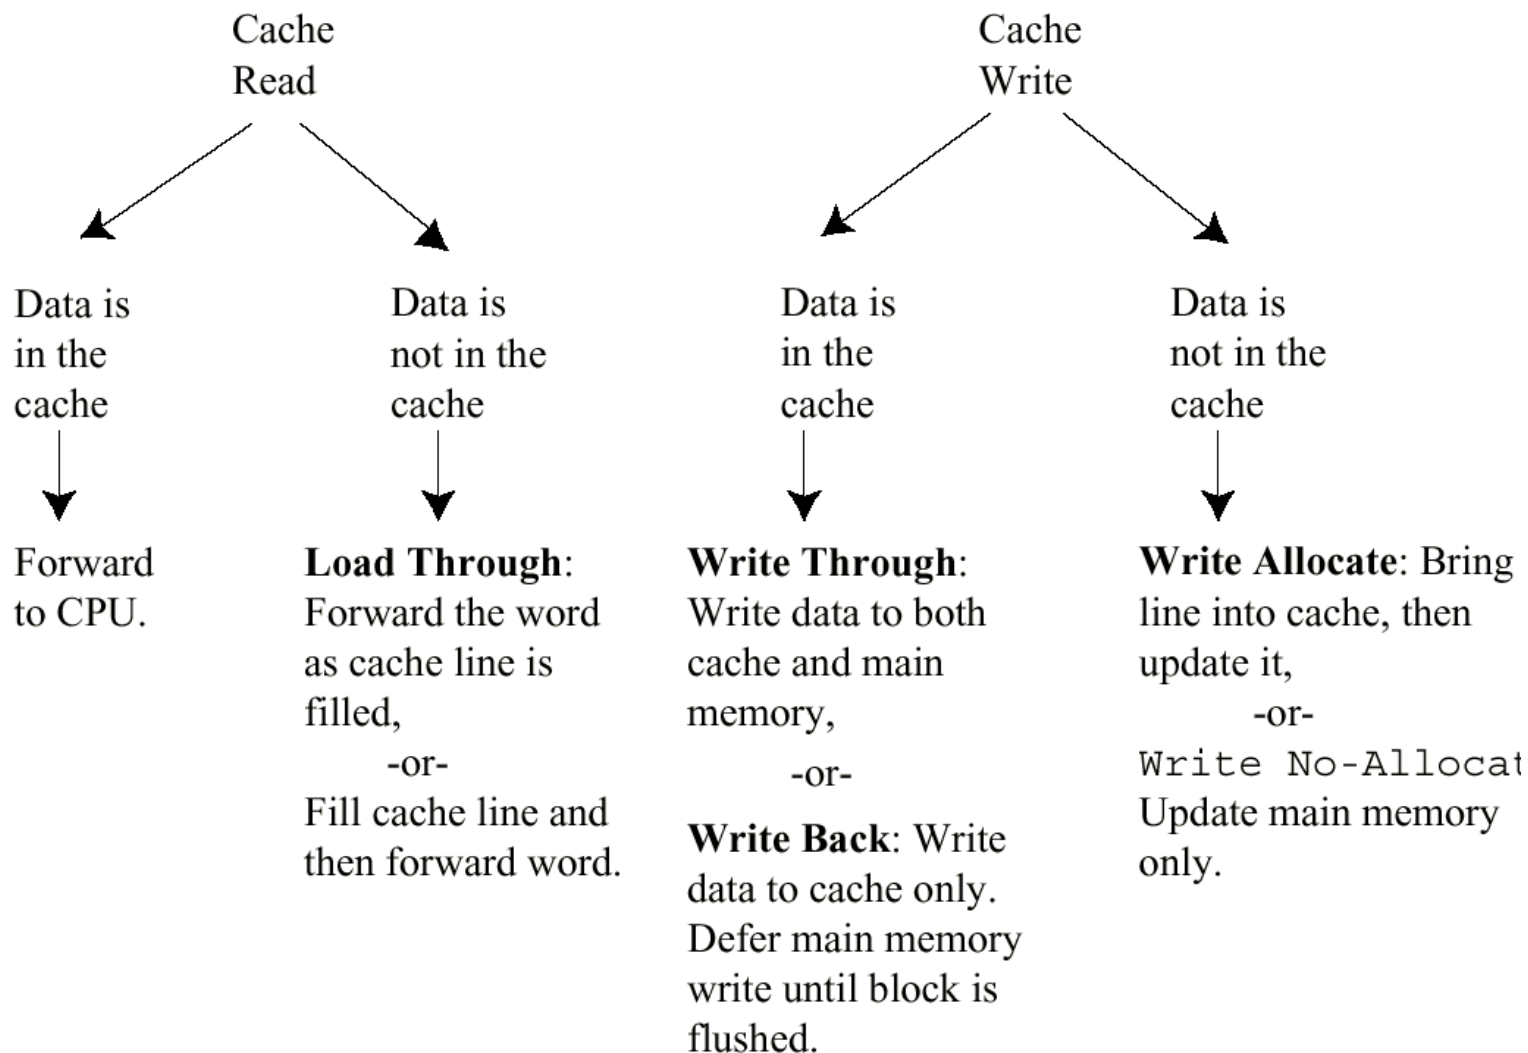 Cache
Read
Cache
Write
Data is
in the
cache
Data is
not in the
cache
Data is
in the
cache
Data is
not in the
cache
Forward
to CPU.
Load Through:
Forward the word
as cache line is
filled,
-or-
Fill cache line and
then forward word.
Write Through:
Write data to both
cache and main
memory,
-or-
Write Back: Write
data to cache only.
Defer main memory
write until block is
flushed.
Write Allocate: Bring
line into cache, then
update it,
-or-
Write No-Allocat
Update main memory
only.